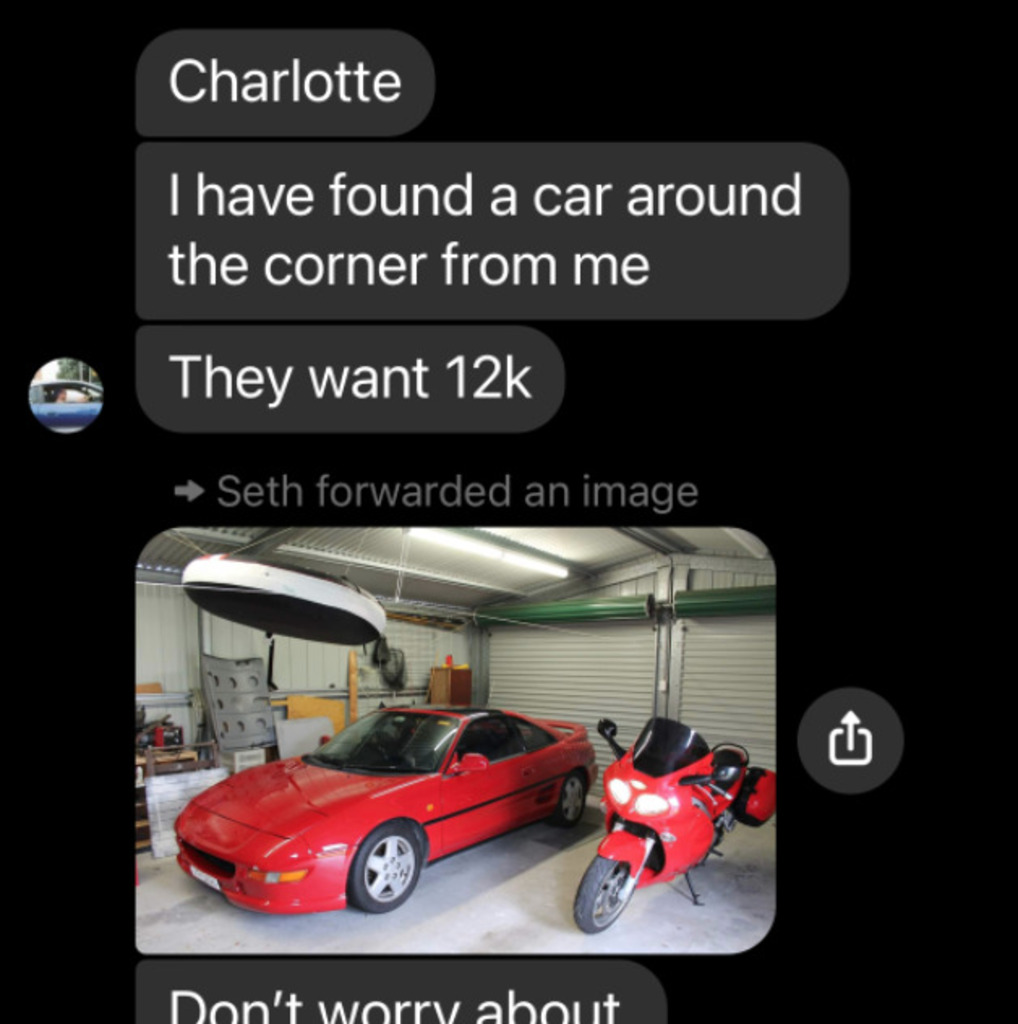 Charlotte
I have found a car around
the corner from me
They want 12k
Seth forwarded an image
Don't worry about